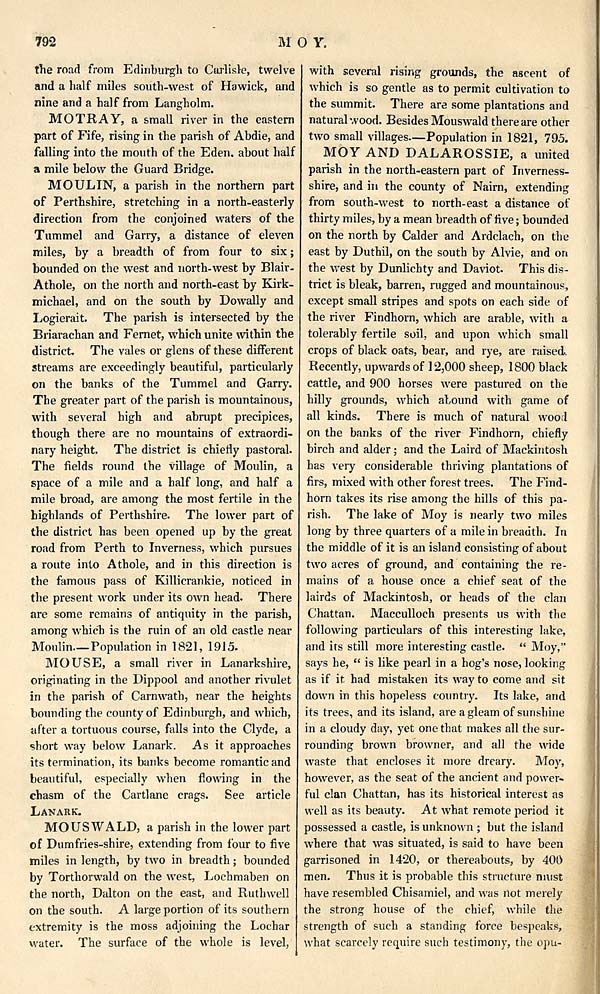 792
MOY.
the road from Edinburgh to Carlisle, twelve
and a half miles south-west of Hawick, and
nine and a half from Langholm.
MOTRAY, a small river in the eastern
part of Fife, rising in the parish of Abdie, and
falling into the mouth of the Eden. about half
a mile below the Guard Bridge.
MOULIN, a parish in the northern part
of Perthshire, stretching in a north-easterly
direction from the conjoined waters of the
Tummel and Garry, a distance of eleven
miles, by a breadth of from four to six;
bounded on the west and north-west by Blair-
Athole, on the north and north-east by Kirk-
michael, and on the south by Dowally and
Logierait. The parish is intersected by the
Briarachan and Fernet, which unite within the
district. The vales or glens of these different
streams are exceedingly beautiful, particularly
on the banks of the Tummel and Garry.
The greater part of the parish is mountainous,
with several high and abrupt precipices,
though there are no mountains of extraordi-
nary height. The district is chiefly pastoral.
The fields round the village of Moulin, a
space of a mile and a half long, and half a
mile broad, are among the most fertile in the
highlands of Perthshire. The lower part of
the district has been opened up by the great
road from Perth to Inverness, which pursues
a route into Athole, and in this direction is
the famous pass of Killicrankie, noticed in
the present work under its own head. There
are some remains of antiquity in the parish,
among which is the ruin of an old castle near
Moulin.—Population in 1821, 1915.
MOUSE, a small river in Lanarkshire,
originating in the Dippool and another rivulet
in the parish of Carnwath, near the heights
bounding the county of Edinburgh, and which,
after a tortuous course, falls into the Clyde, a
short way below Lanark. As it approaches
its termination, its banks become romantic and
beautiful, especially when flowing in the
chasm of the Cartlane crags. See article
LANARK.
MOUSWALD, a parish in the lower part
of Dumfries-shire, extending from four to five
miles in length, by two in breadth; bounded
by Torthorwald on the west, Lochmaben on
the north, Dalton on the east, and Ruthwell
on the south. A large portion of its southern
extremity is the moss adjoining the Lochar
water. The surface of the whole is level,
with several rising grounds, the ascent of
which is so gentle as to permit cultivation to
the summit. There are some plantations and
natural wood. Besides Mouswald there are other
two small villages.—Population in 1821, 795.
MOY AND DALAROSSIE, a united
parish in the north-eastern part of Inverness-
shire, and in the county of Nairn, extending
from south-west to north-east a distance of
thirty miles, by a mean breadth of five; bounded
on the north by Calder and Ardclach, on the
east by Duthil, on the south by Alvie, and on
the west by Dunlichty and Daviot. This dis-
trict is bleak, barren, rugged and mountainous,
except small stripes and spots on each side of
the river Findhorn, which are arable, with a
tolerably fertile soil, and upon which small
crops of black oats, bear, and rye, are raised.
Recently, upwards of 12,000 sheep, 1800 black
cattle, and 900 horses were pastured on the
hilly grounds, which abound with game of
all kinds. There is much of natural wood
on the banks of the river Findhorn, chiefly
birch and alder; and the Laird of Mackintosh
has very considerable thriving plantations of
firs, mixed with other forest trees. The Find-
horn takes its rise among the hills of this pa-
rish. The lake of Moy is nearly two miles
long by three quarters of a mile in breadth. In
the middle of it is an island consisting of about
two acres of ground, and containing the re-
mains of a house once a chief seat of the
lairds of Mackintosh, or heads of the clan
Chattan. Macculloch presents us with the
following particulars of this interesting lake,
and its still more interesting castle. " Moy,"
says he, " is like pearl in a hog's nose, looking
as if it had mistaken its way to come and sit
down in this hopeless country. Its lake, and
its trees, and its island, are a gleam of sunshine
in a cloudy day, yet one that makes all the sur-
rounding brown browner, and all the wide
waste that encloses it more dreary. Moy,
however, as the seat of the ancient and power-
ful clan Chattan, has its historical interest as
well as its beauty. At what remote period it
possessed a castle, is unknown; but the island
where that was situated, is said to have been
garrisoned in 1420, or thereabouts, by 400
men. Thus it is probable this structure must
have resembled Chisamiel, and was not merely
the strong house of the chief, while the
strength of such a standing force bespeaks,
what scarcely require such testimony, the opu-